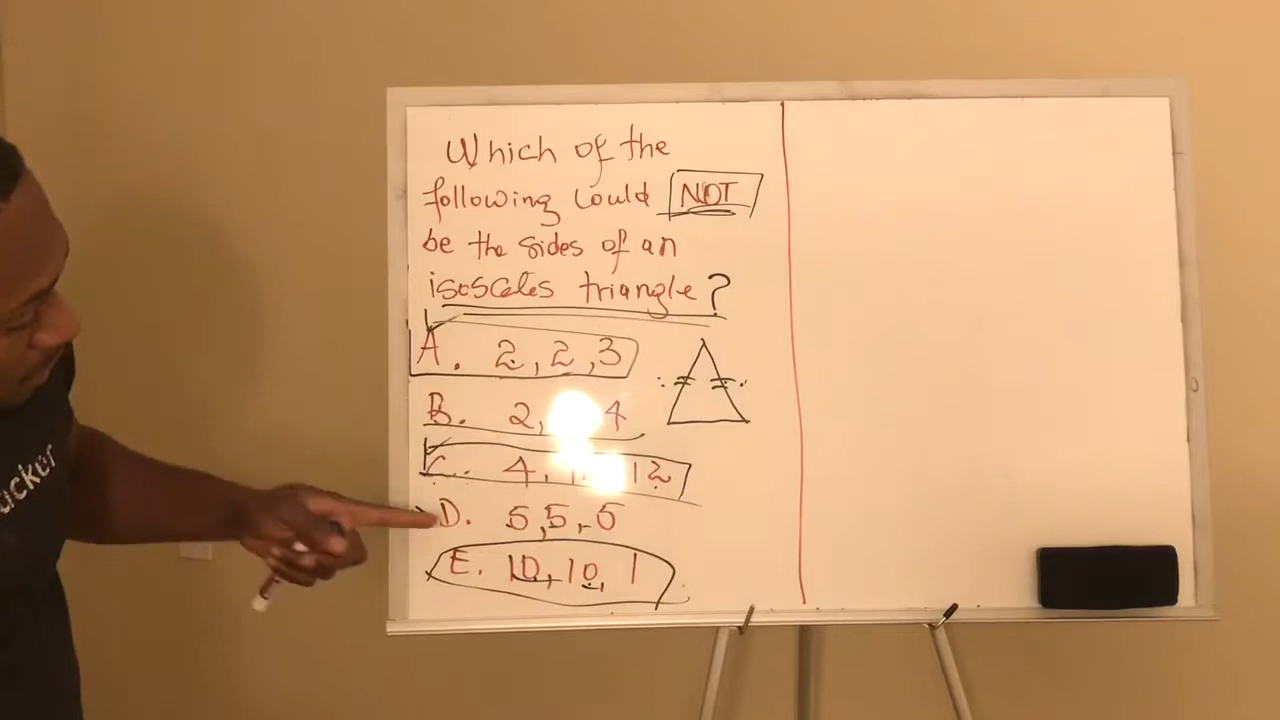 Which of the
following could NOT
be the sides of an
isosceles triangle?
A. 2, 2, 3
B. 2, 4
C. 4, 12
D. 5, 5, 5
E. 10, 10, 1
acker